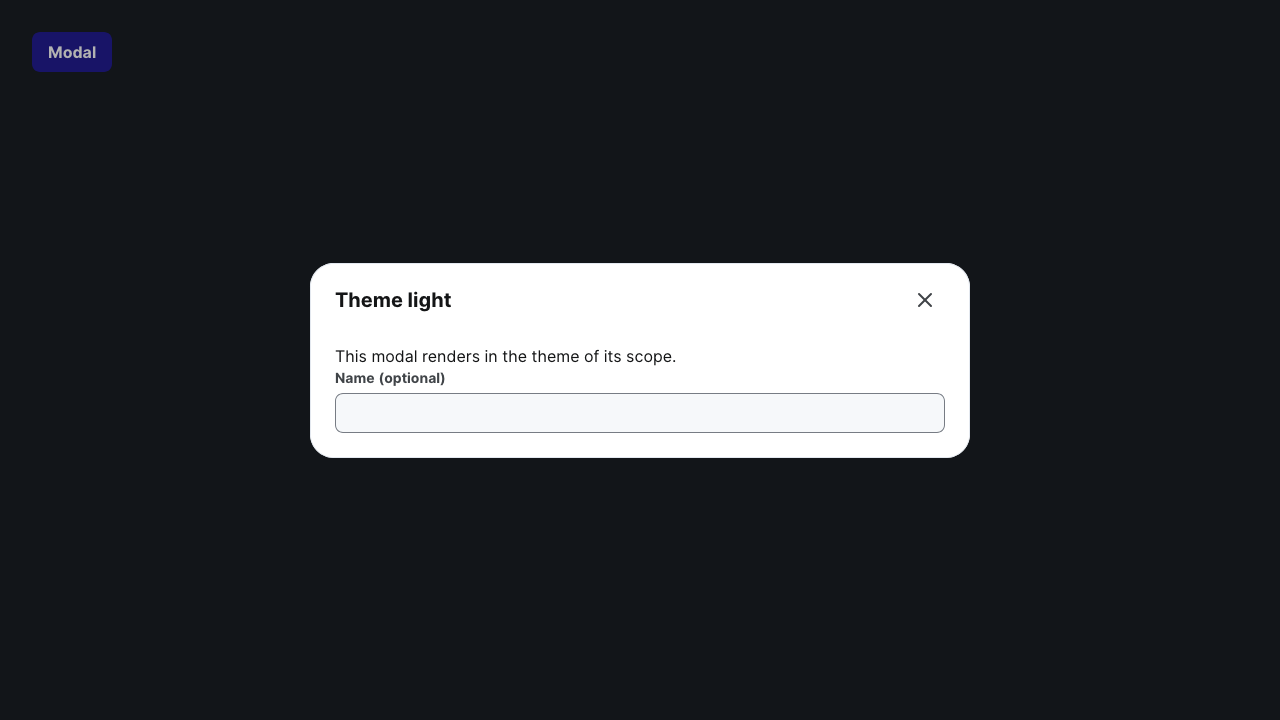 Modal
Theme light
This modal renders in the theme of its scope.
Name (optional)